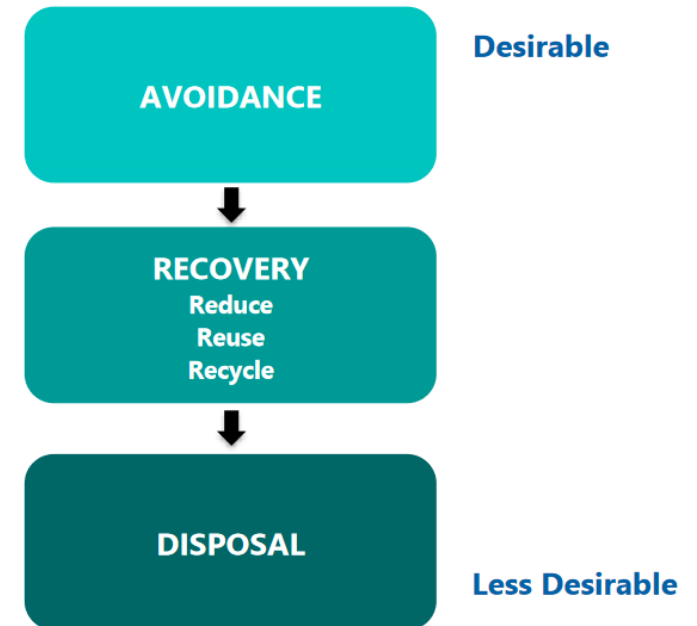 Desirable
AVOIDANCE
RECOVERY
Reduce
Reuse
Recycle
DISPOSAL
Less Desirable